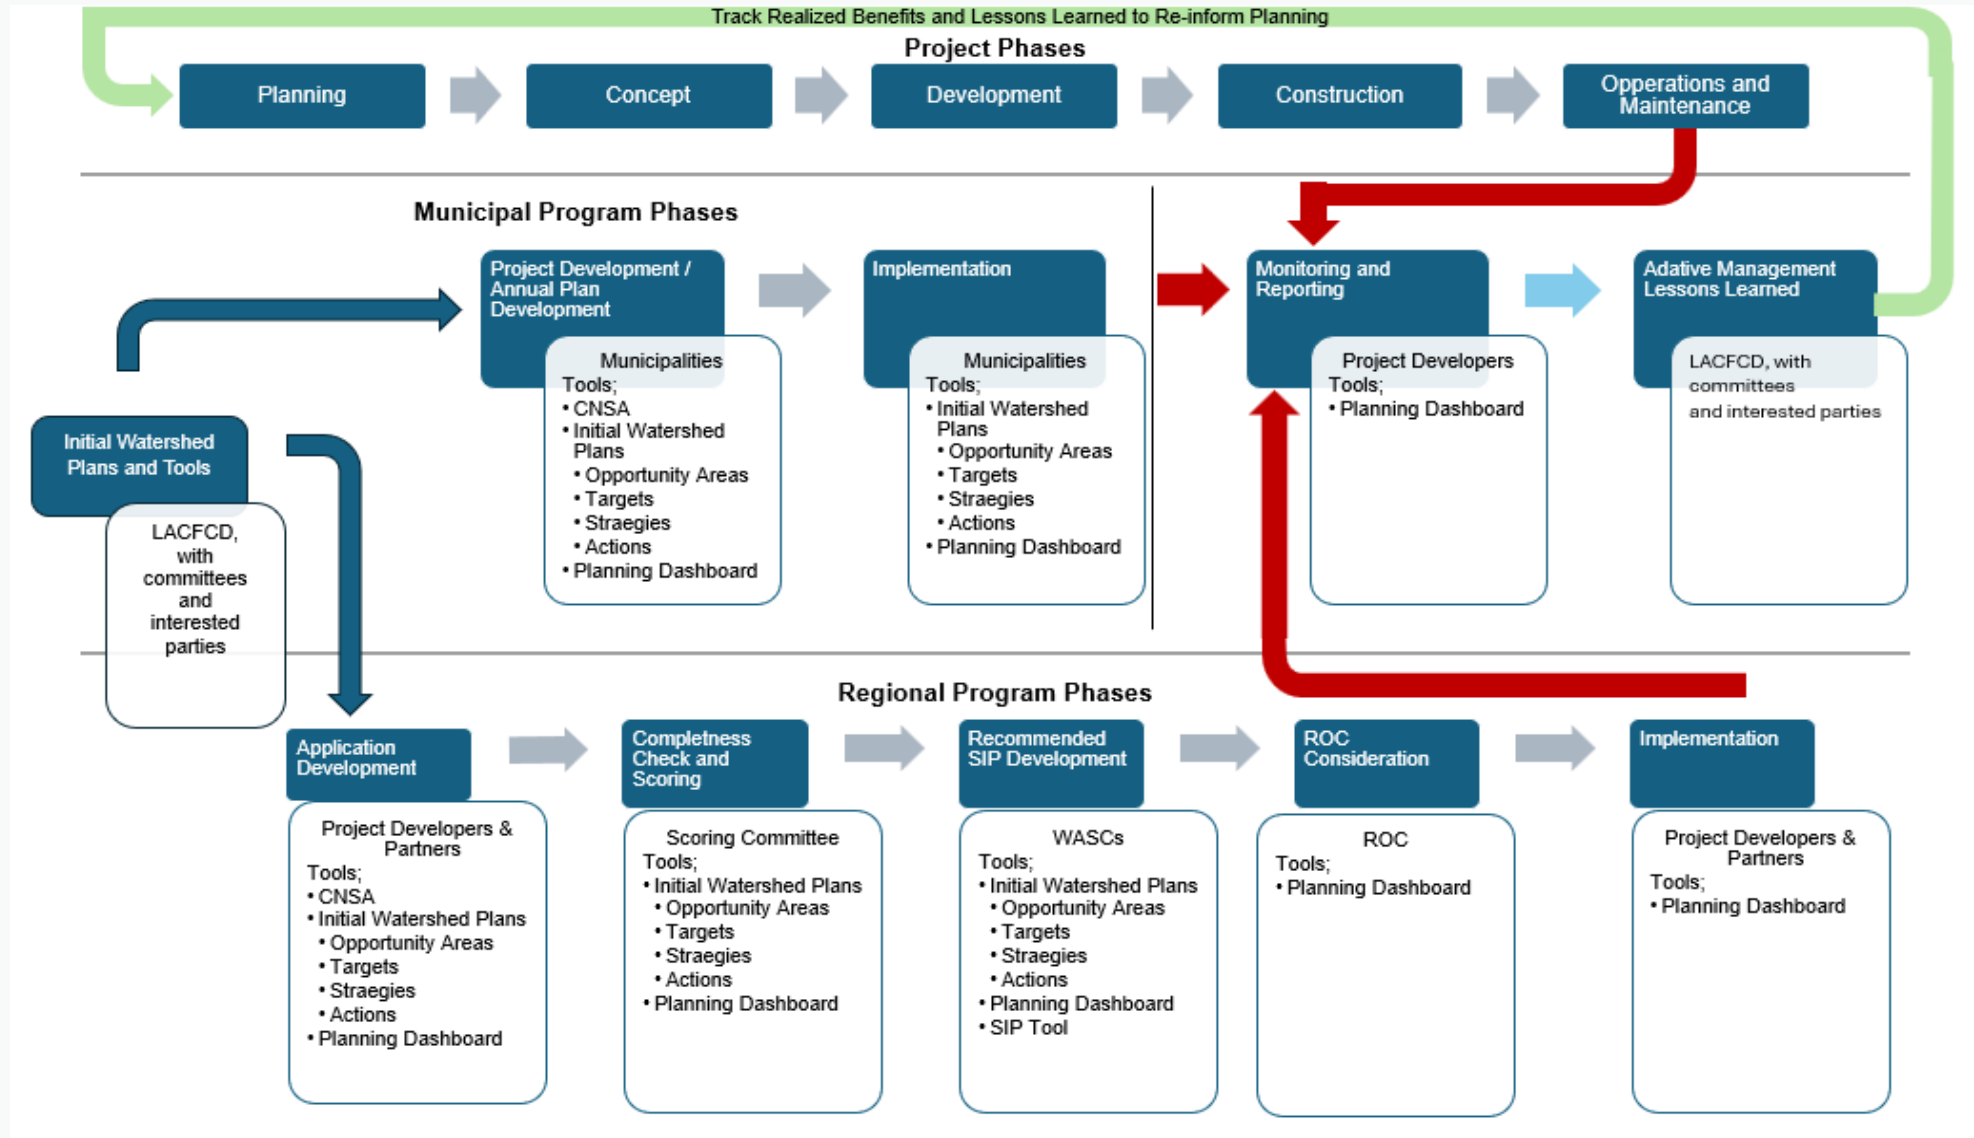 Track Realized Benefits and Lessons Learned to Re-inform Planning
Project Phases
Planning
Concept
Development
Construction
Opperations and
Maintenance
Municipal Program Phases
Project Development /
Annual Plan
Development
Municipalities
Tools;
• CNSA
• Initial Watershed
Plans
• Opportunity Areas
• Targets
• Straegies
• Actions
• Planning Dashboard
Implementation
Municipalities
Tools;
• Initial Watershed
Plans
• Opportunity Areas
• Targets
• Straegies
• Actions
• Planning Dashboard
Monitoring and
Reporting
Project Developers
Tools;
• Planning Dashboard
Adative Management
Lessons Learned
LACFCD, with
committees
and interested parties
Initial Watershed
Plans and Tools
LACFCD,
with
committees
and
interested
parties
Regional Program Phases
Application
Development
Project Developers &
Partners
Tools;
• CNSA
• Initial Watershed Plans
• Opportunity Areas
• Targets
• Straegies
• Actions
• Planning Dashboard
Completness
Check and
Scoring
Scoring Committee
Tools;
• Initial Watershed Plans
• Opportunity Areas
• Targets
• Straegies
• Actions
• Planning Dashboard
Recommended
SIP Development
WASCs
Tools;
• Initial Watershed Plans
• Opportunity Areas
• Targets
• Straegies
• Actions
• Planning Dashboard
• SIP Tool
ROC
Consideration
ROC
Tools;
• Planning Dashboard
Implementation
Project Developers &
Partners
Tools;
• Planning Dashboard